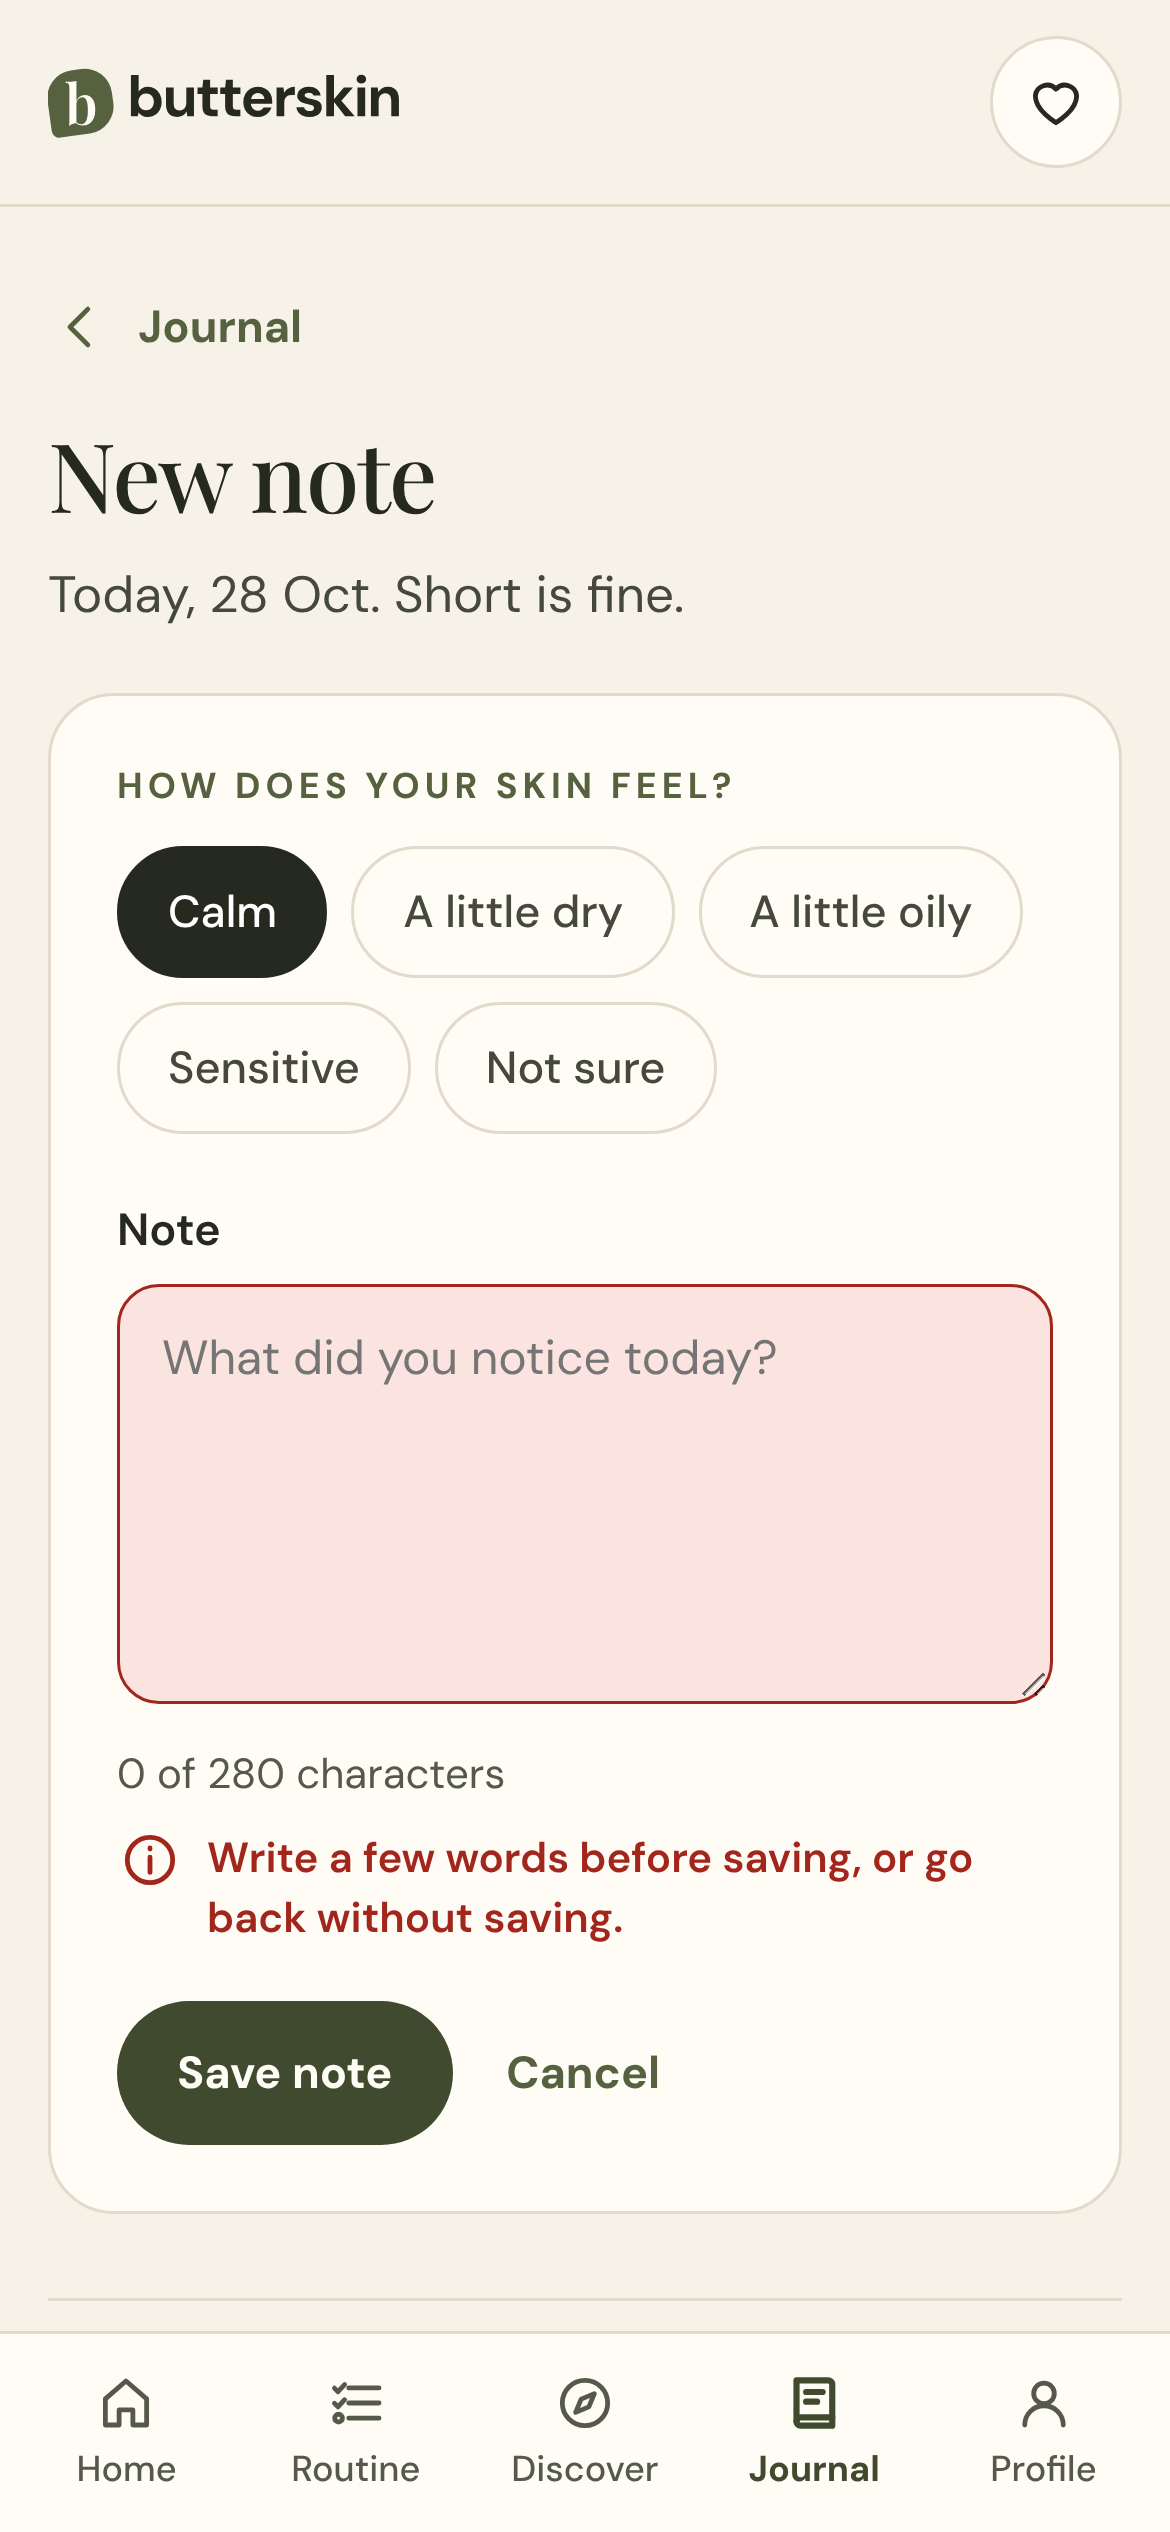 b butterskin
Journal
New note
Today, 28 Oct. Short is fine.
HOW DOES YOUR SKIN FEEL?
Calm A little dry A little oily
Sensitive Not sure
Note
What did you notice today?
0 of 280 characters
Write a few words before saving, or go
back without saving.
Save note Cancel
Home Routine Discover Journal Profile